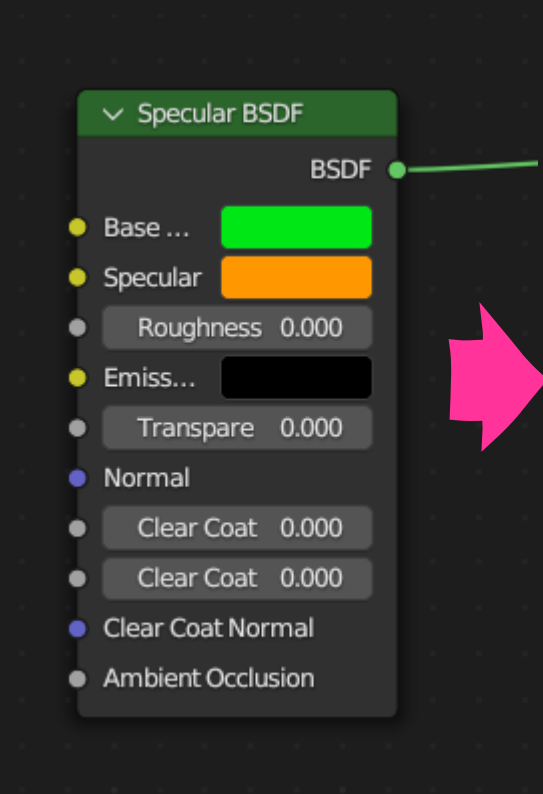 Specular BSDF
BSDF
Base ...
Specular
Roughness 0.000
Emiss...
Transpare 0.000
Normal
Clear Coat 0.000
Clear Coat 0.000
Clear Coat Normal
Ambient Occlusion